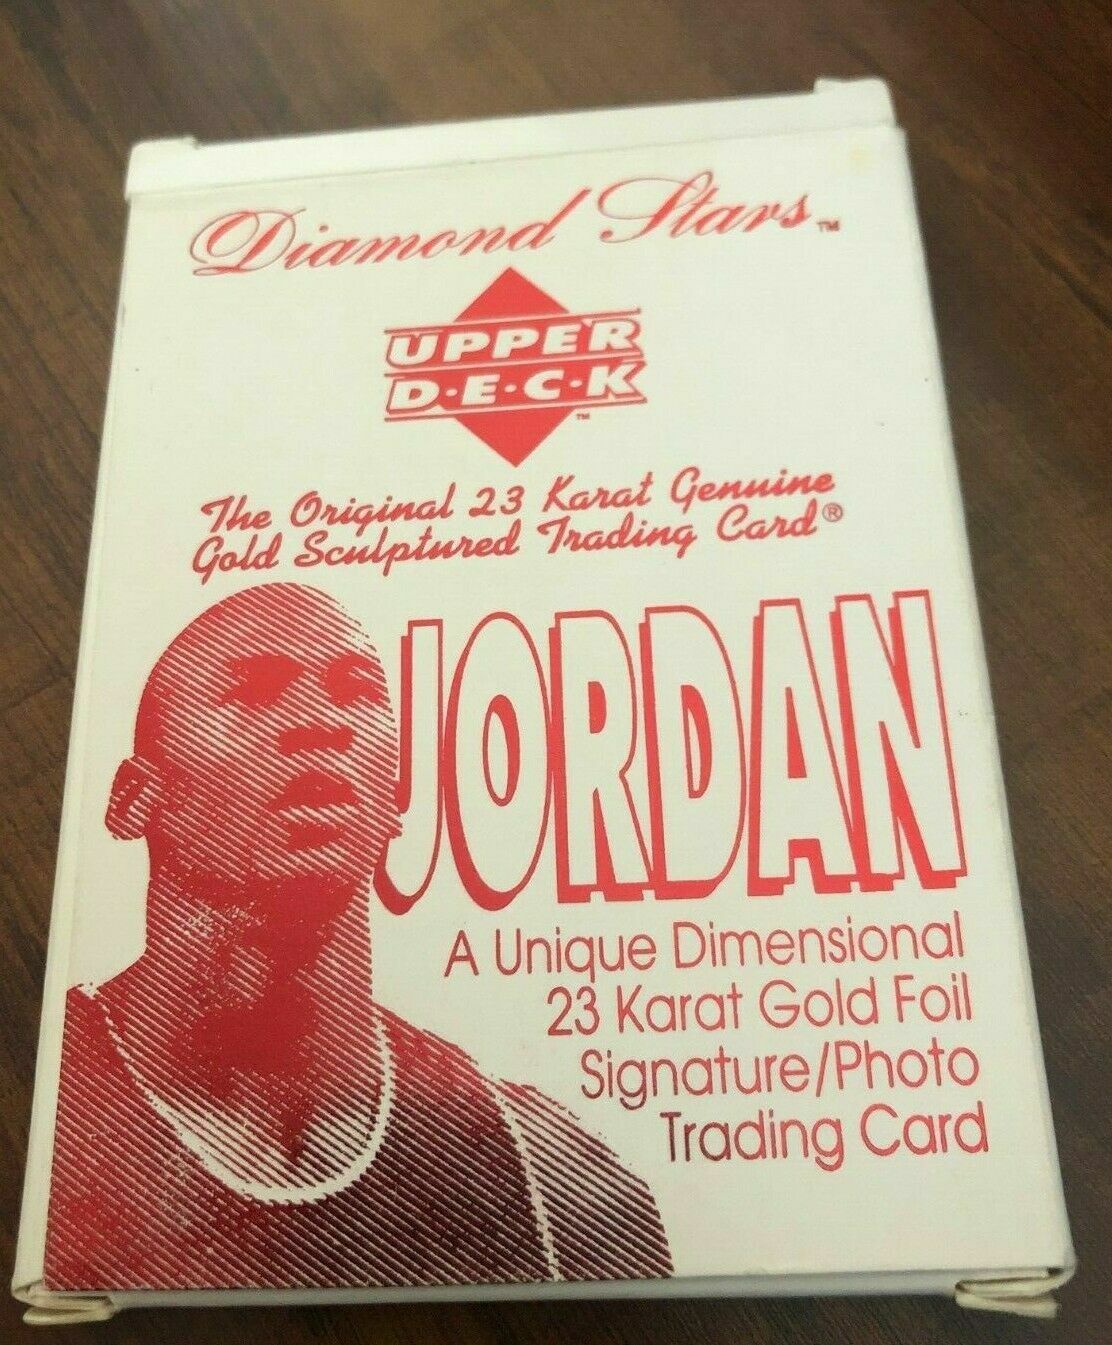 Diamond Stars™
UPPER
D·E·C·K™
The Original 23 Karat Genuine
Gold Sculptured Trading Card®
JORDAN
A Unique Dimensional
23 Karat Gold Foil
Signature/Photo
Trading Card